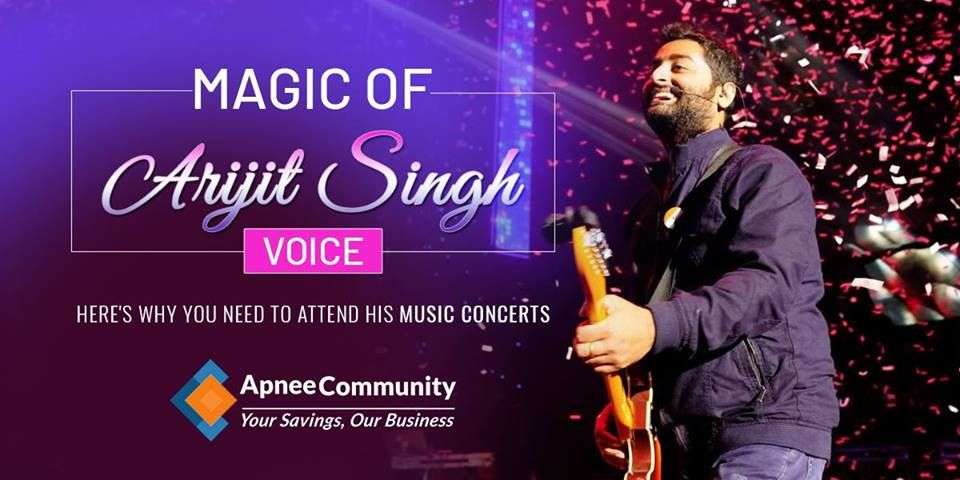 MAGIC OF
Arijit Singh
VOICE
HERE'S WHY YOU NEED TO ATTEND HIS MUSIC CONCERTS
ApneeCommunity
Your Savings, Our Business